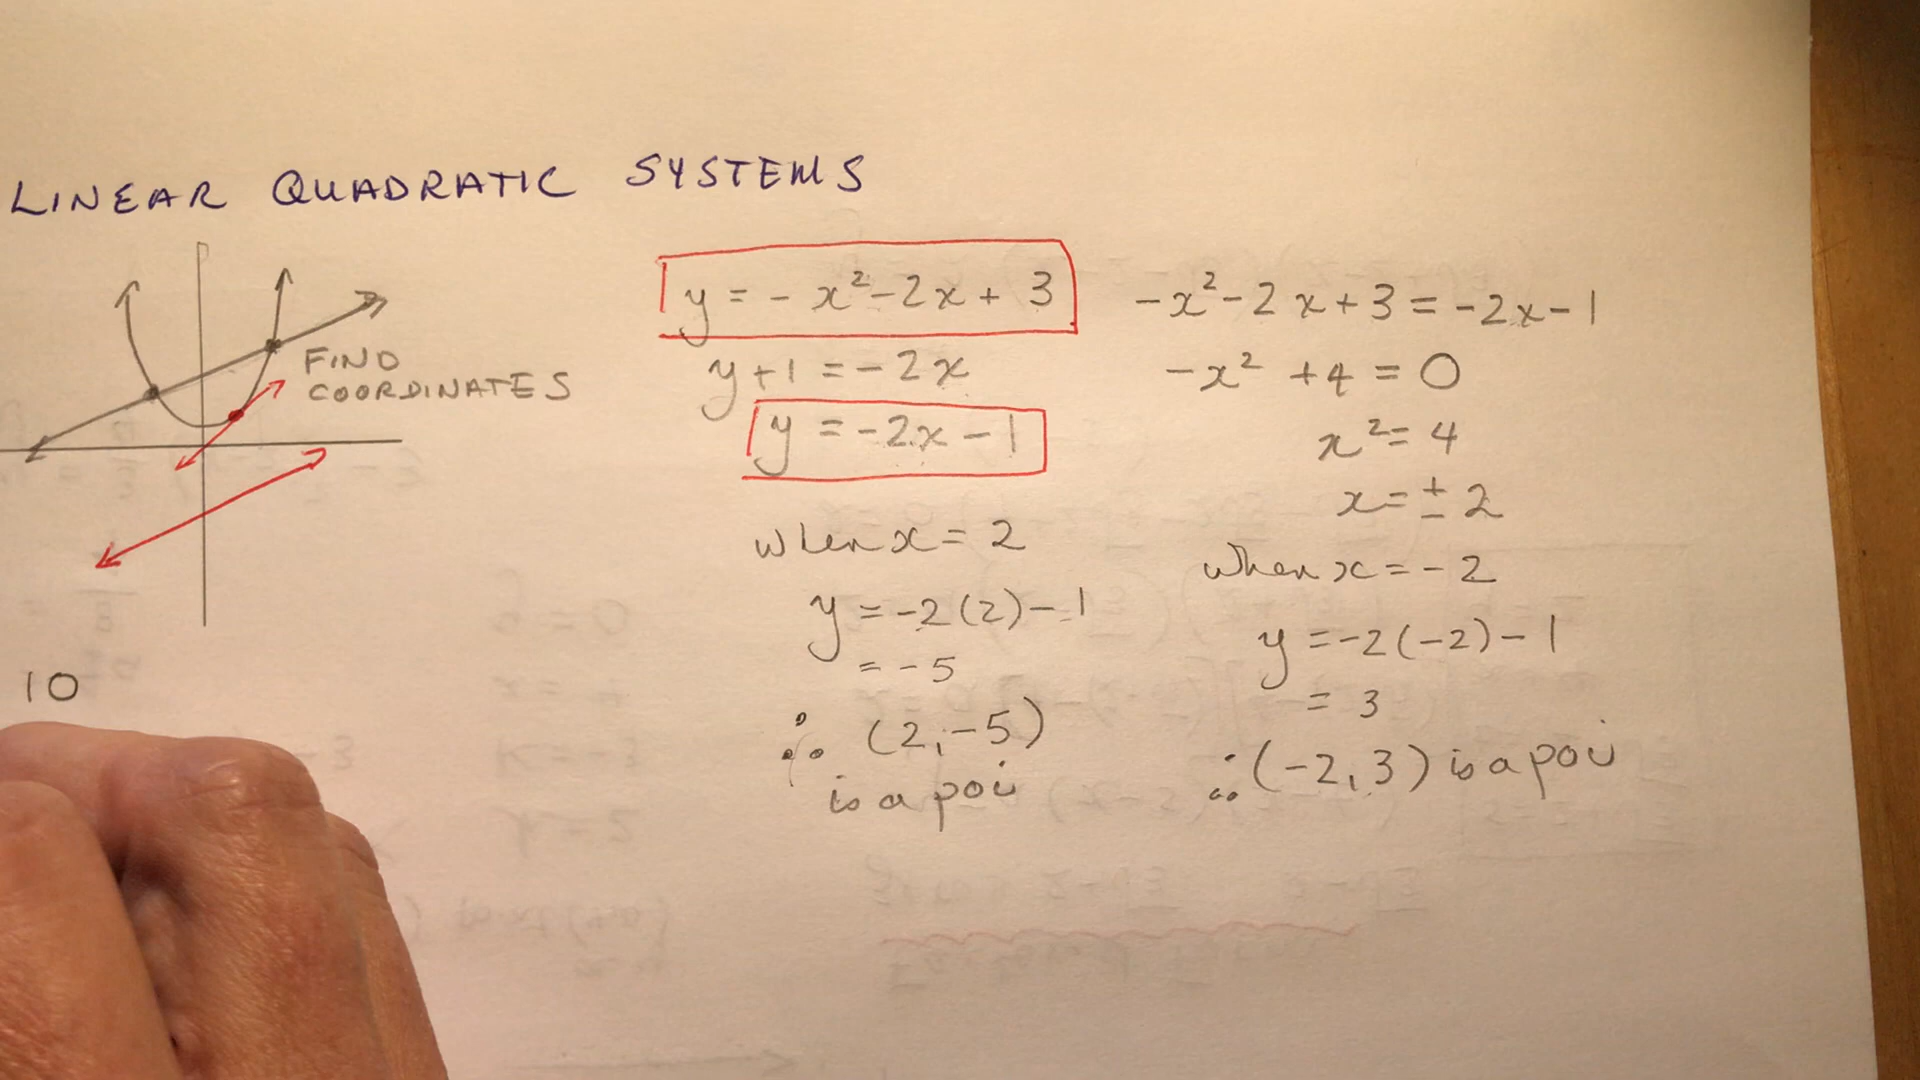 LINEAR QUADRATIC SYSTEMS
FIND
COORDINATES
10
y = -x²-2x + 3
y+1 = -2x
y = -2x - 1
when x = 2
y = -2(2)-1
= -5
∴ (2,-5)
is a poi
-x²-2x+3 = -2x-1
-x² +4 = 0
x² = 4
x = ± 2
when x = -2
y = -2(-2)-1
= 3
∴ (-2,3) is a poi